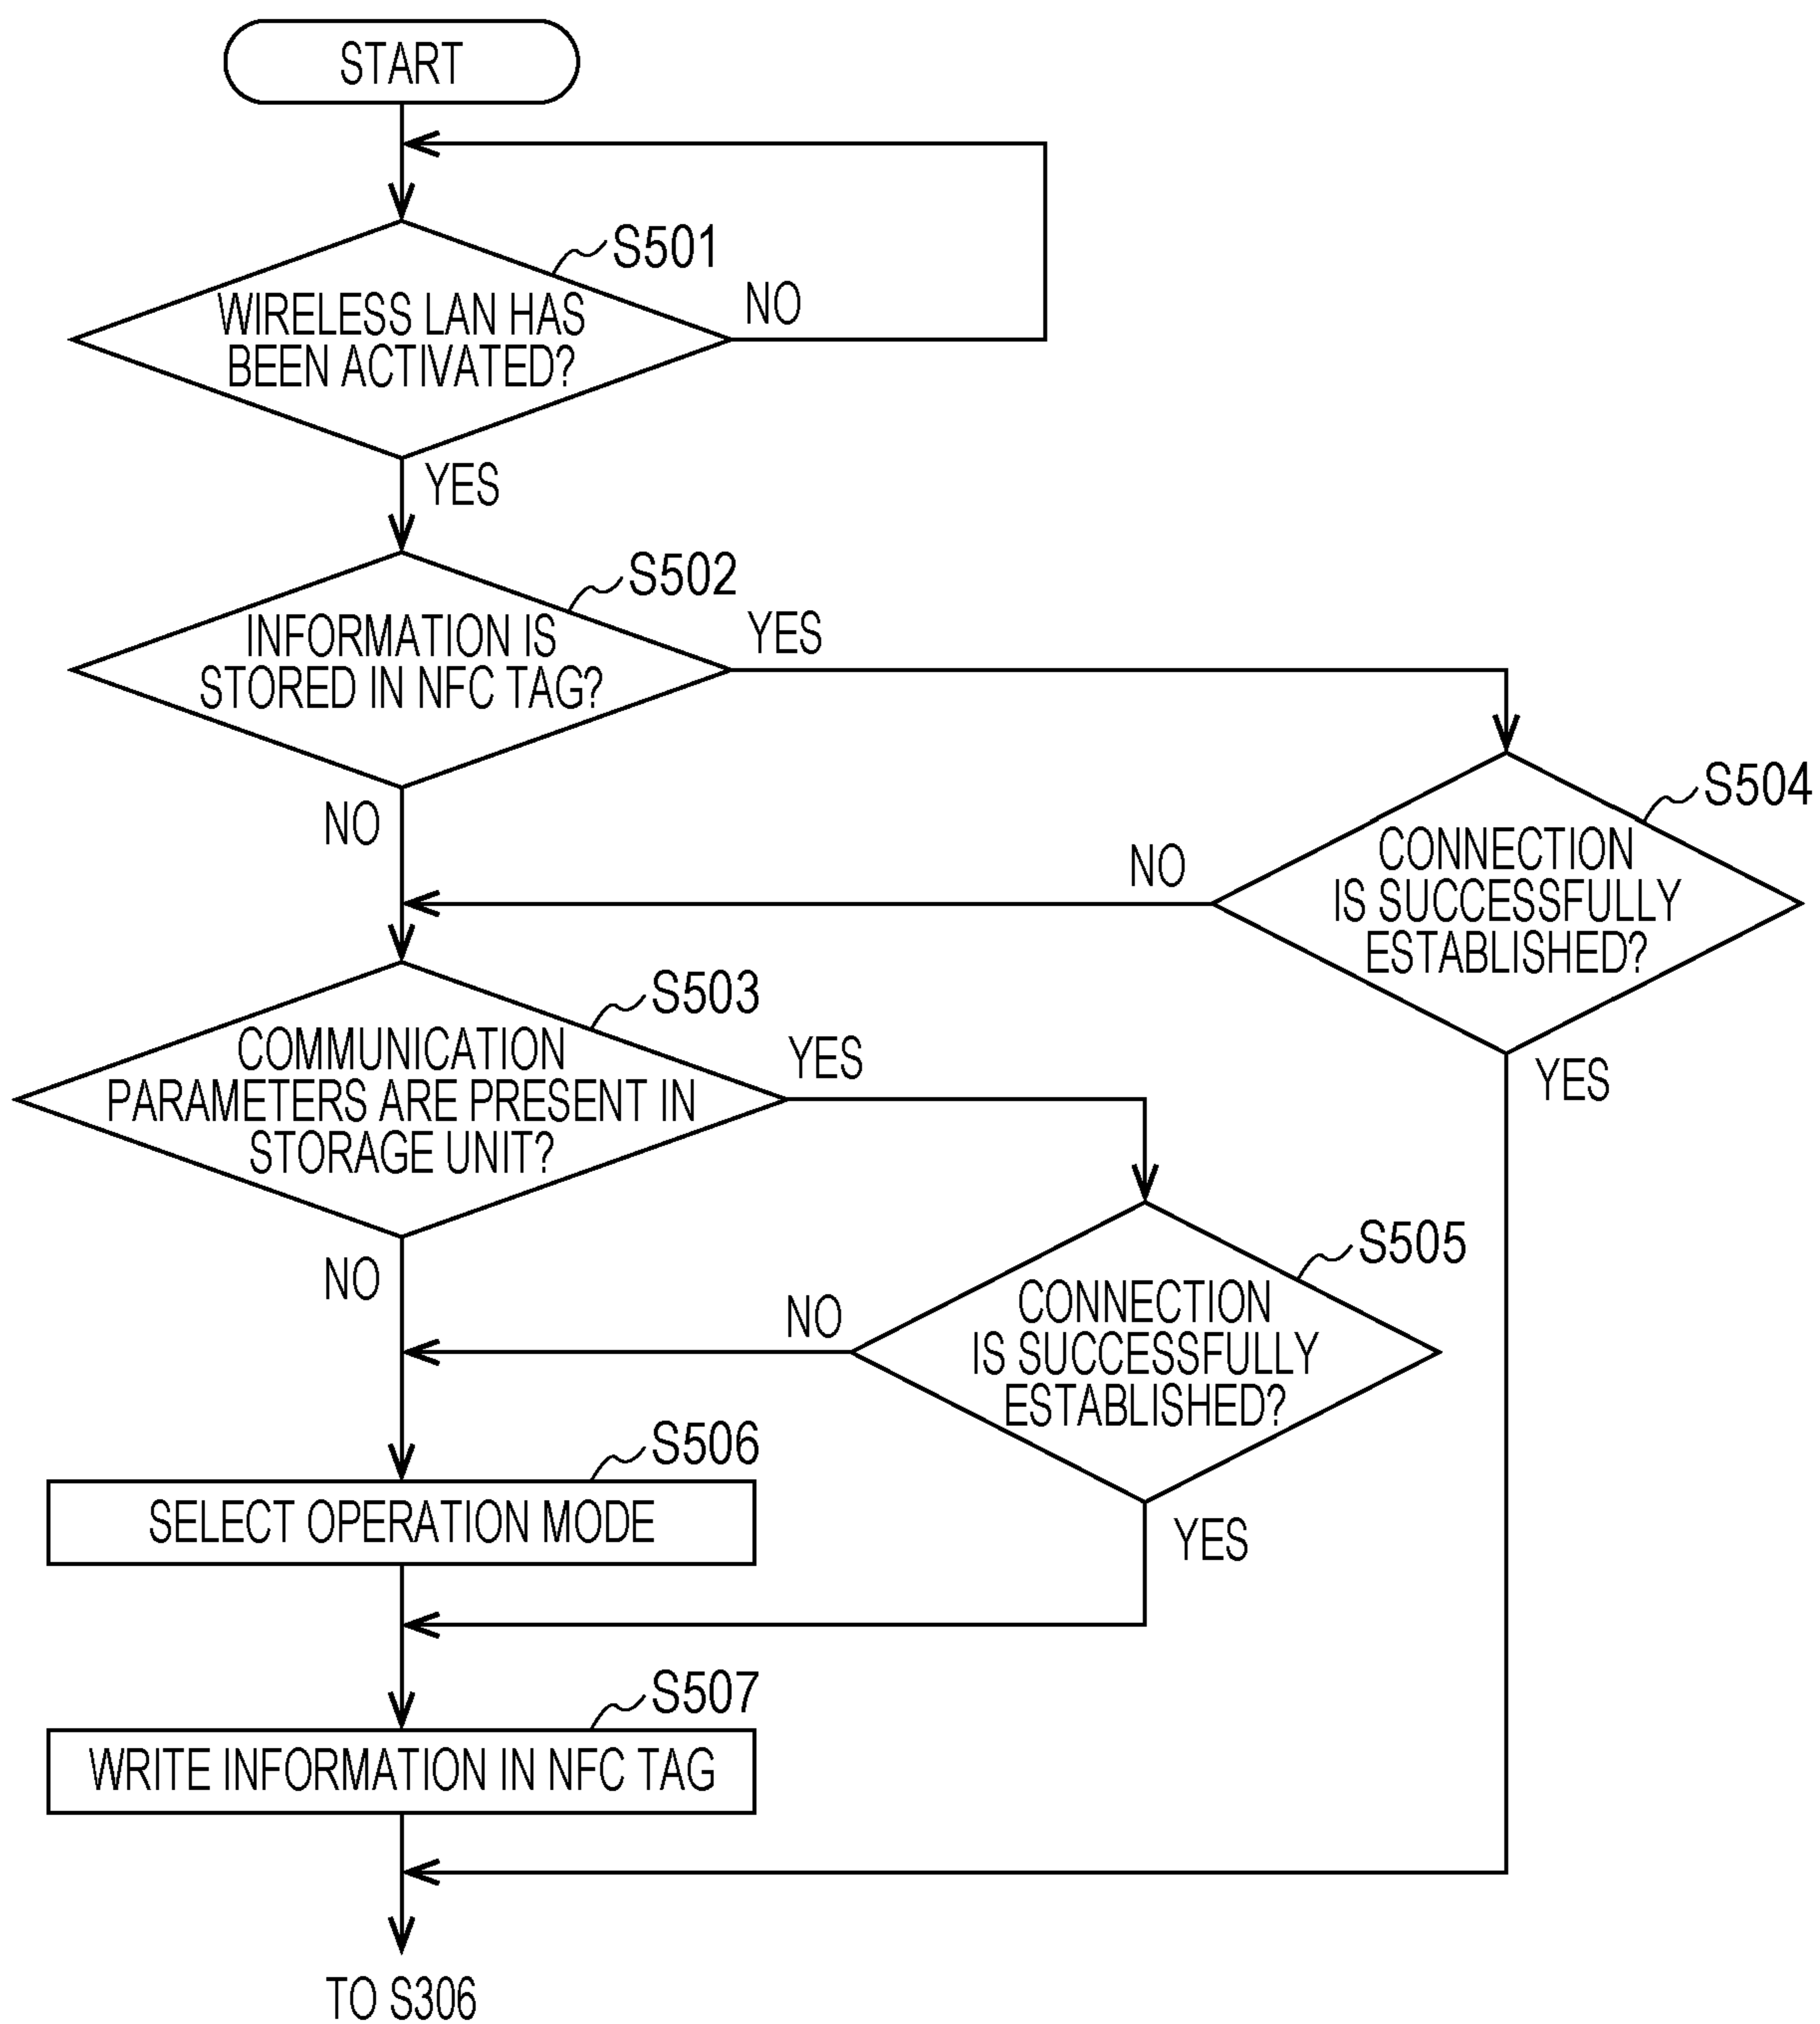 START
S501
WIRELESS LAN HAS
BEEN ACTIVATED?
NO
YES
S502
INFORMATION IS
STORED IN NFC TAG?
YES
NO
S504
CONNECTION
IS SUCCESSFULLY
ESTABLISHED?
NO
YES
S503
COMMUNICATION
PARAMETERS ARE PRESENT IN
STORAGE UNIT?
YES
NO
S505
CONNECTION
IS SUCCESSFULLY
ESTABLISHED?
NO
YES
S506
SELECT OPERATION MODE
S507
WRITE INFORMATION IN NFC TAG
TO S306